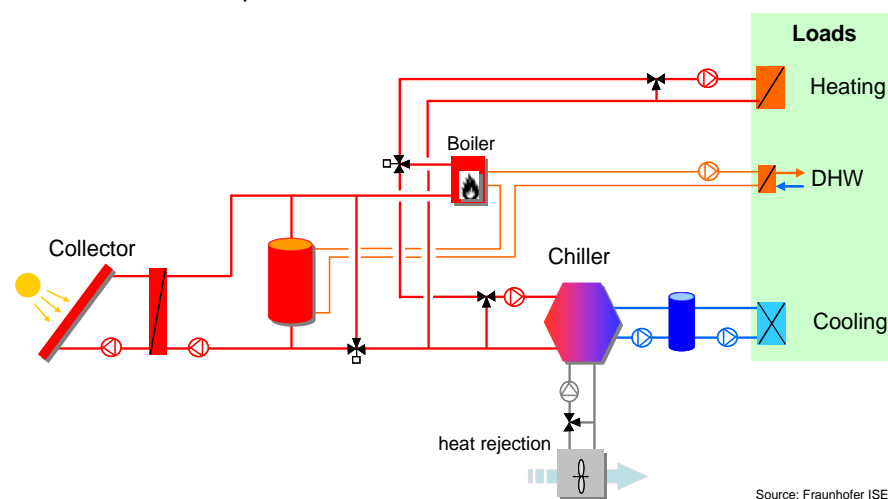 Loads
Heating
Boiler
DHW
Collector
Chiller
Cooling
heat rejection
Source: Fraunhofer ISE